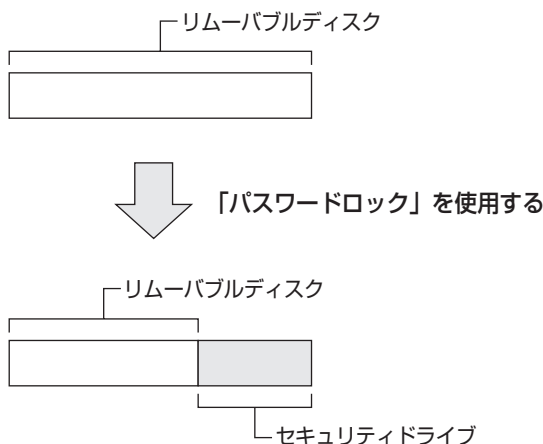 リムーバブルディスク
「パスワードロック」を使用する
リムーバブルディスク
セキュリティドライブ